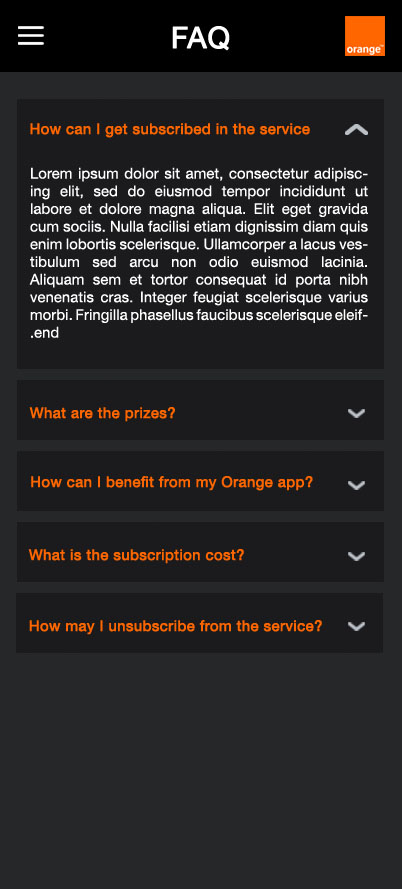 FAQ
orange™
How can I get subscribed in the service
Lorem ipsum dolor sit amet, consectetur adipisc-
ing elit, sed do eiusmod tempor incididunt ut
labore et dolore magna aliqua. Elit eget gravida
cum sociis. Nulla facilisi etiam dignissim diam quis
enim lobortis scelerisque. Ullamcorper a lacus ves-
tibulum sed arcu non odio euismod lacinia.
Aliquam sem et tortor consequat id porta nibh
venenatis cras. Integer feugiat scelerisque varius
morbi. Fringilla phasellus faucibus scelerisque eleif-
.end
What are the prizes?
How can I benefit from my Orange app?
What is the subscription cost?
How may I unsubscribe from the service?